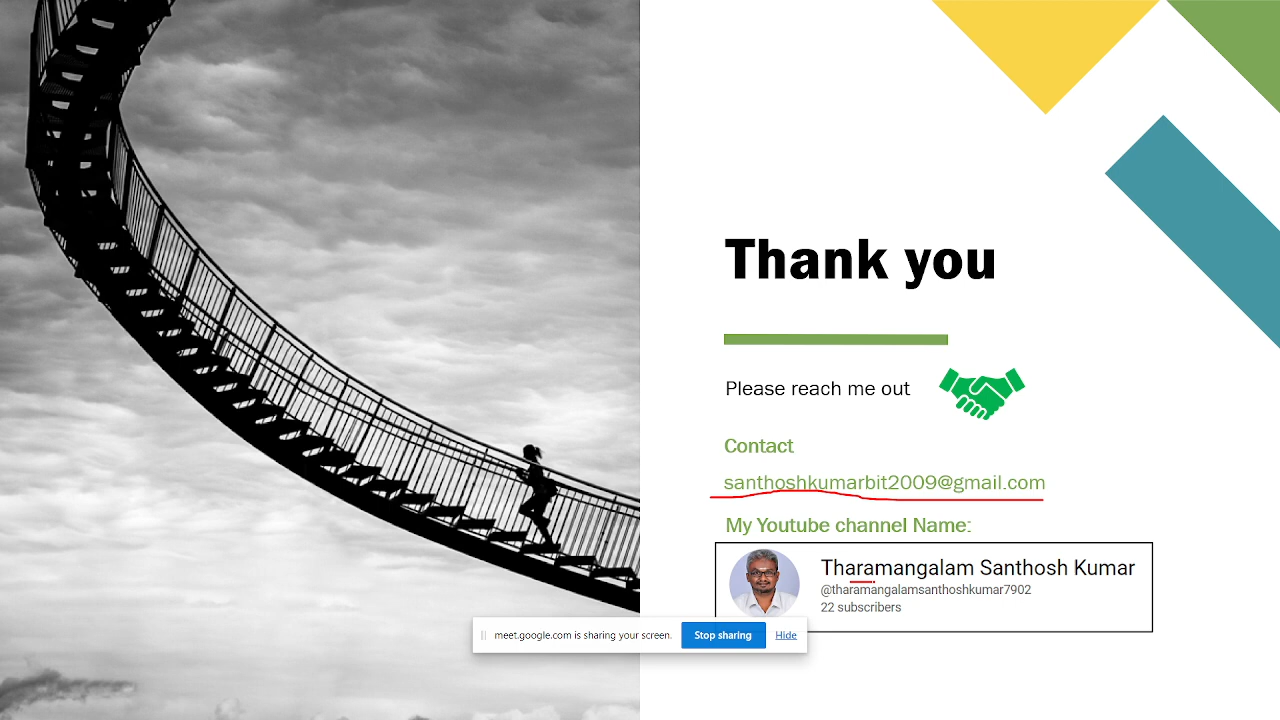 Thank you
Please reach me out
Contact
santhoshkumarbit2009@gmail.com
My Youtube channel Name:
Tharamangalam Santhosh Kumar
@tharamangalamsanthoshkumar7902
22 subscribers
meet.google.com is sharing your screen.
Stop sharing
Hide